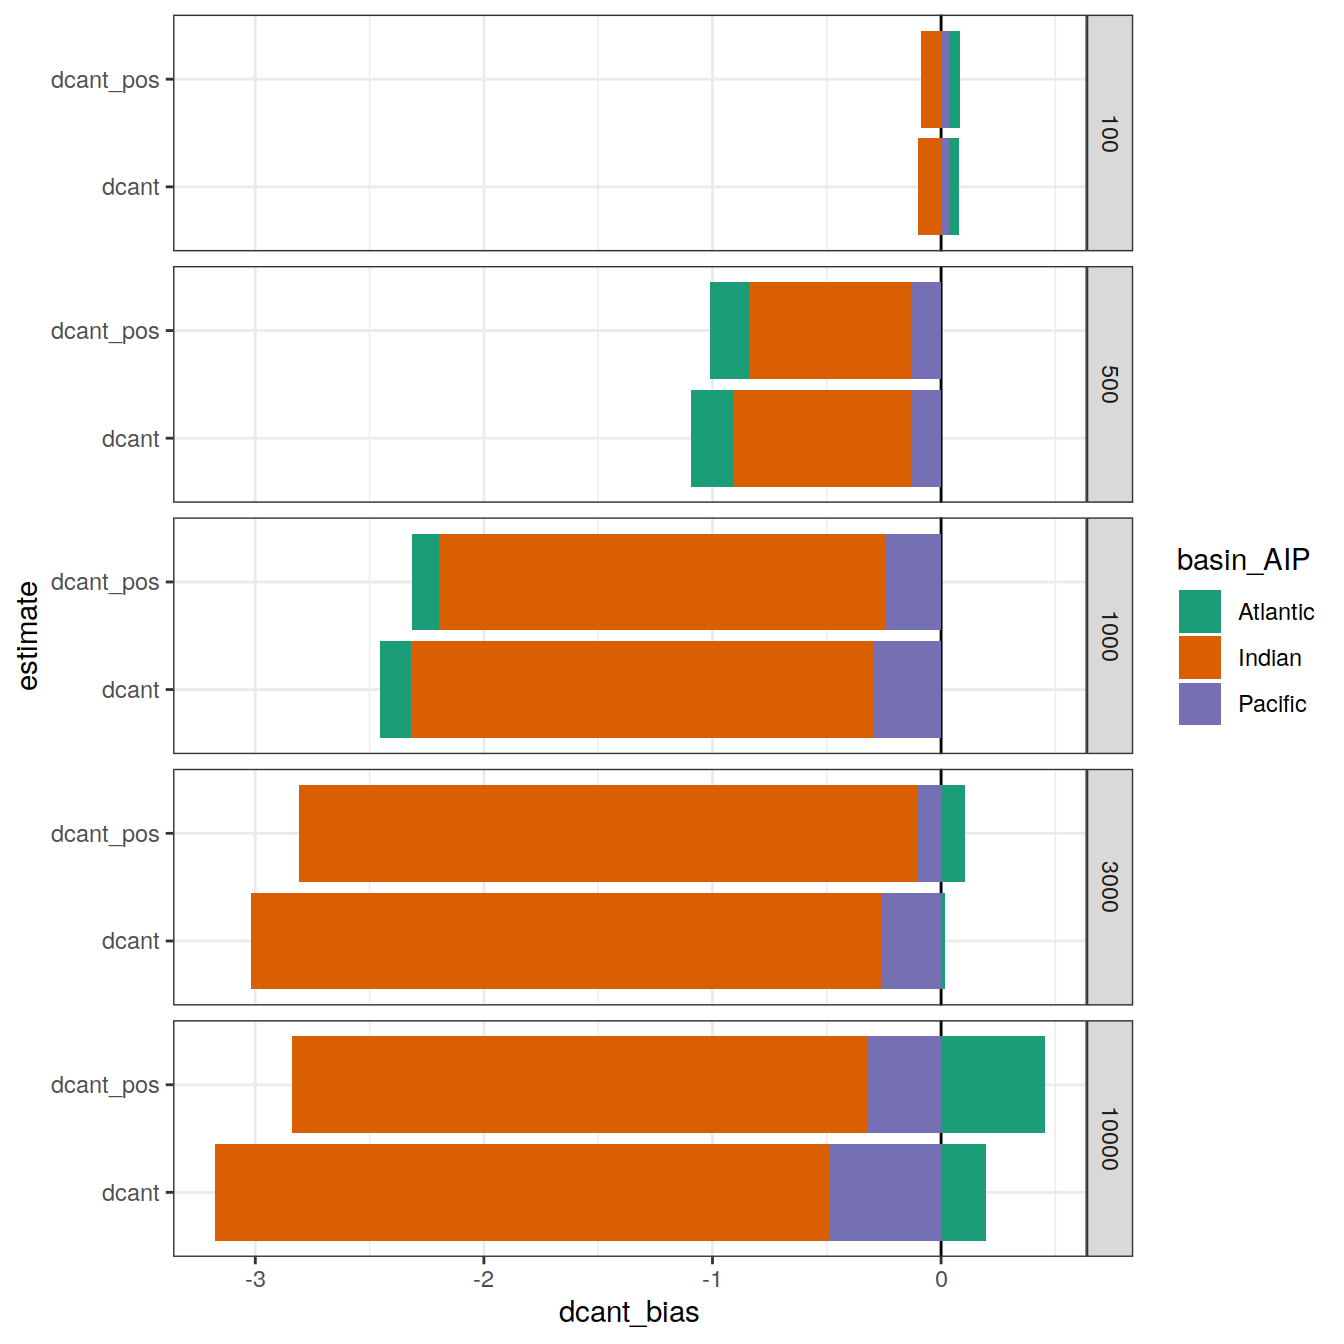 dcant_pos
dcant
100
dcant_pos
dcant
500
estimate
dcant_pos
dcant
1000
dcant_pos
dcant
3000
dcant_pos
dcant
10000
-3 -2 -1 0
dcant_bias
basin_AIP
Atlantic
Indian
Pacific